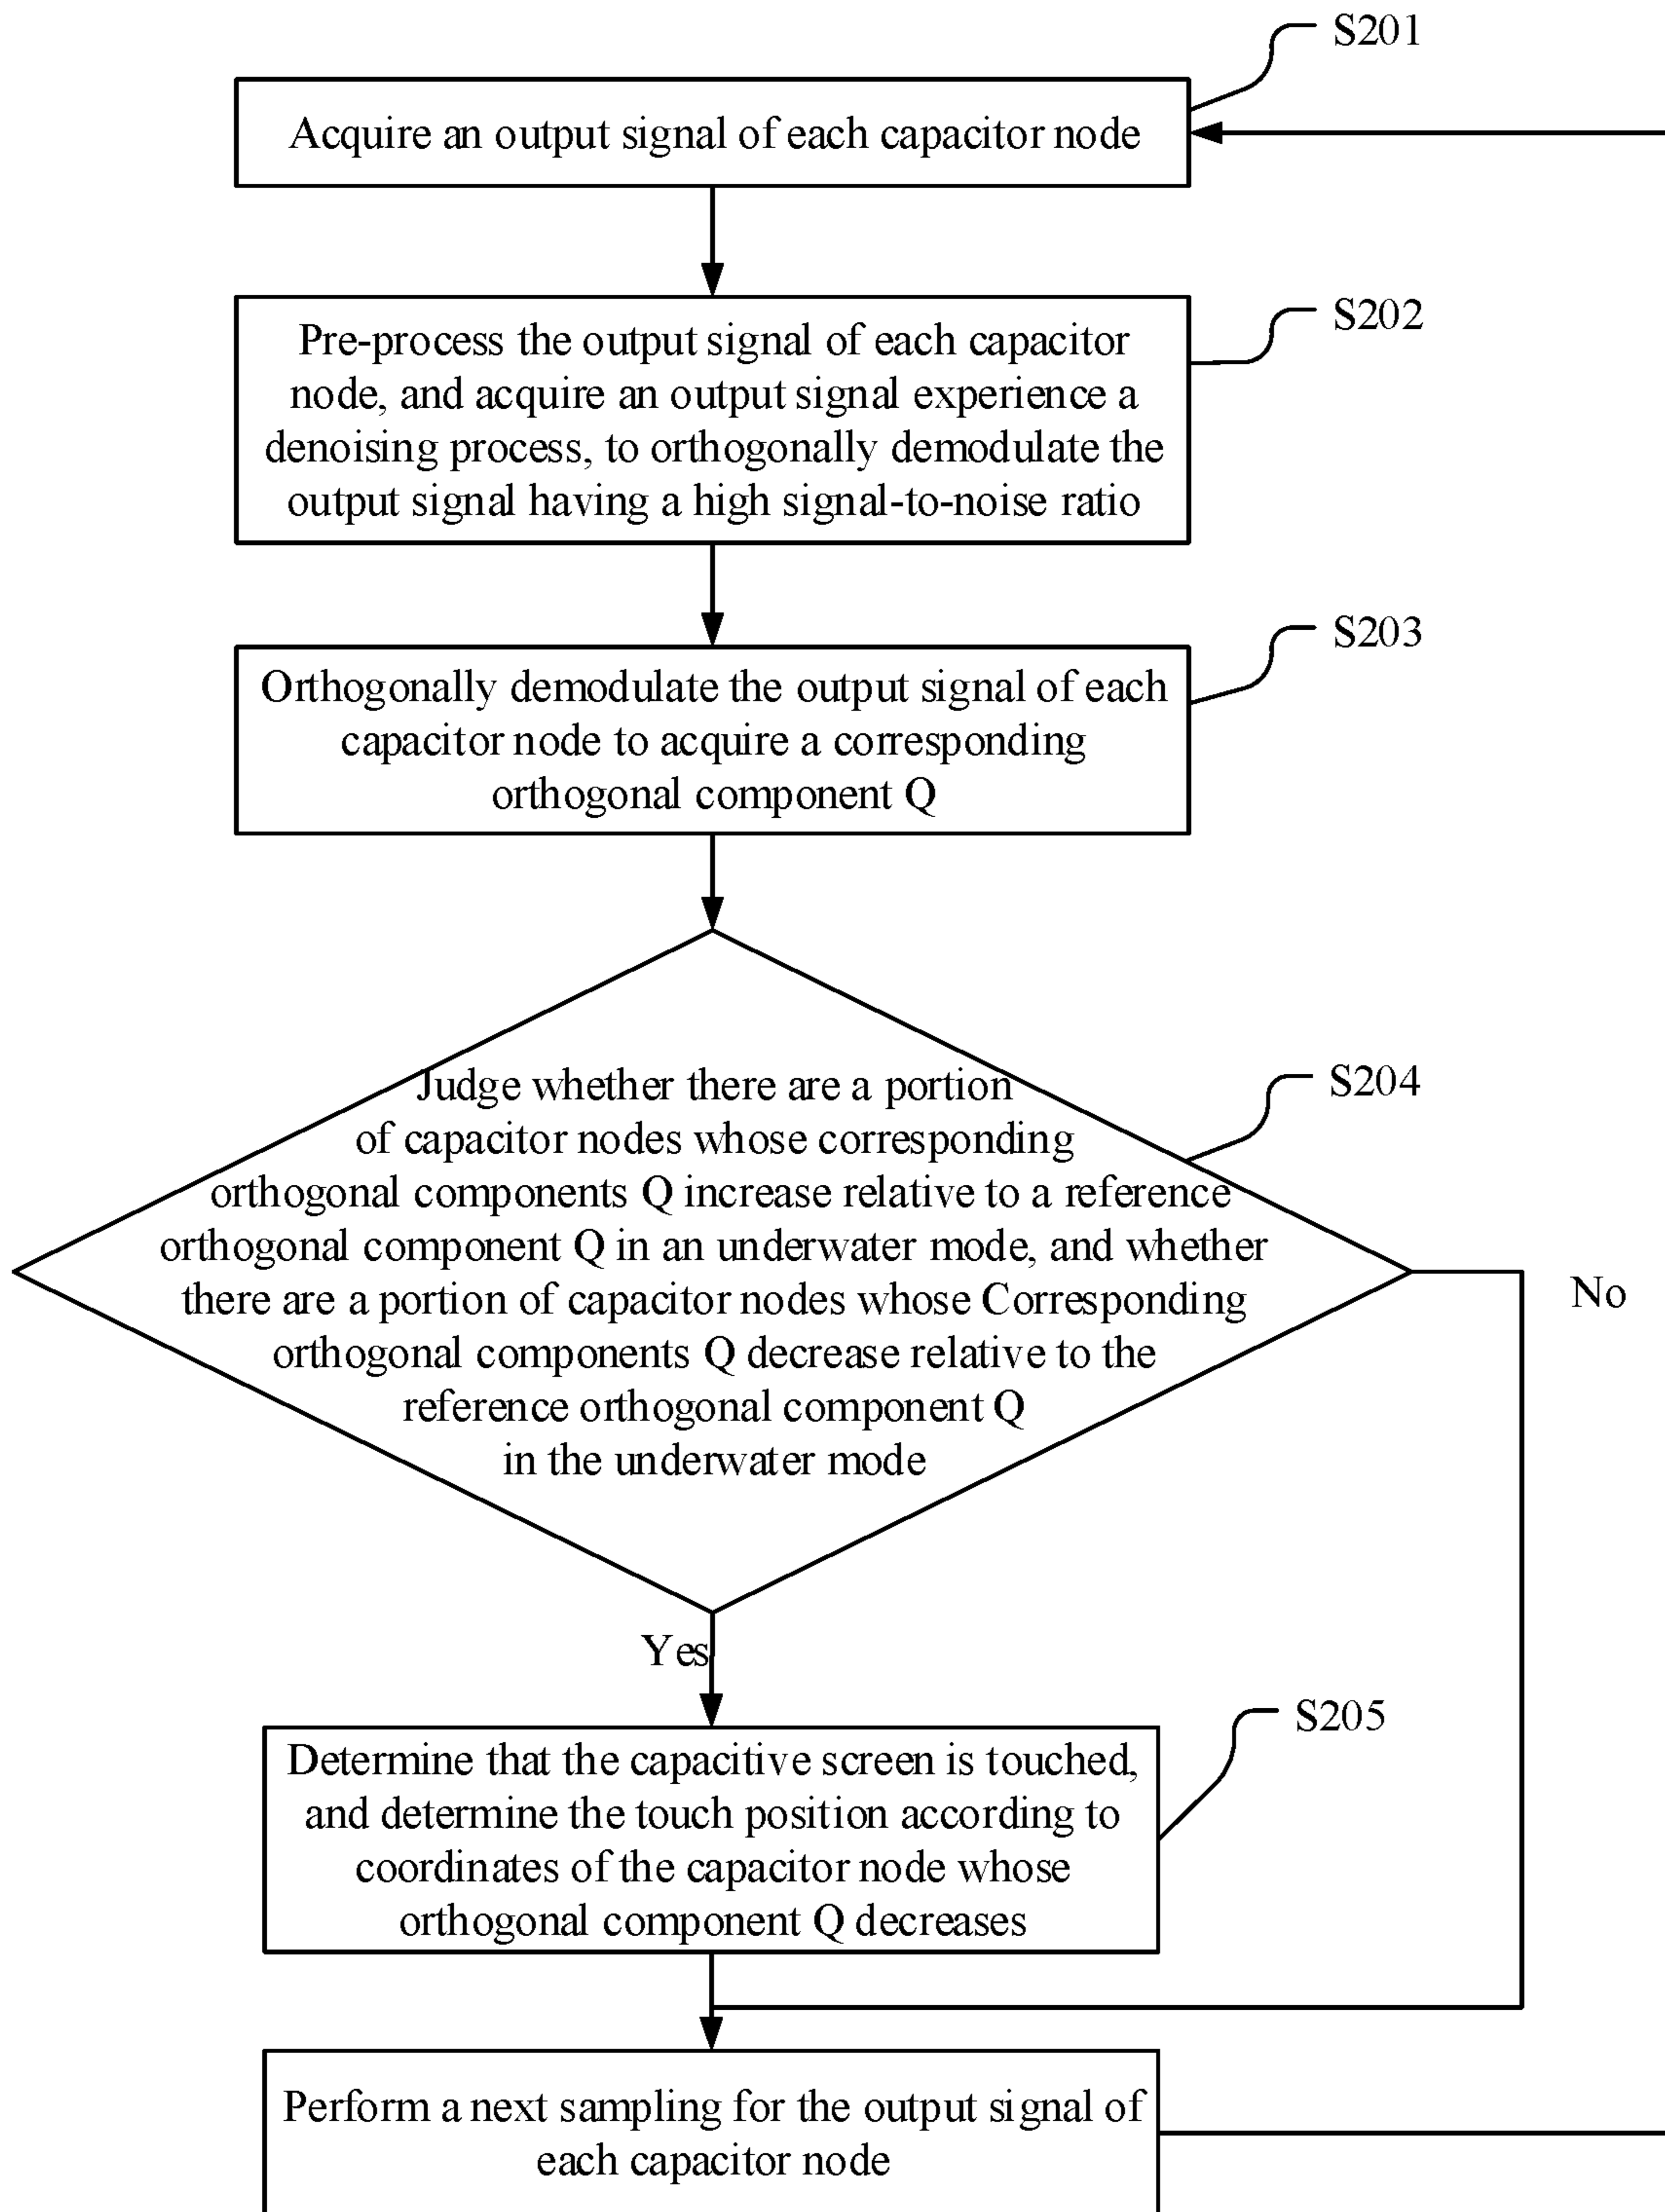 S201
Acquire an output signal of each capacitor node
S202
Pre-process the output signal of each capacitor
node, and acquire an output signal experience a
denoising process, to orthogonally demodulate the
output signal having a high signal-to-noise ratio
S203
Orthogonally demodulate the output signal of each
capacitor node to acquire a corresponding
orthogonal component Q
S204
Judge whether there are a portion
of capacitor nodes whose corresponding
orthogonal components Q increase relative to a reference
orthogonal component Q in an underwater mode, and whether
there are a portion of capacitor nodes whose Corresponding
orthogonal components Q decrease relative to the
reference orthogonal component Q
in the underwater mode
No
Yes
S205
Determine that the capacitive screen is touched,
and determine the touch position according to
coordinates of the capacitor node whose
orthogonal component Q decreases
Perform a next sampling for the output signal of
each capacitor node